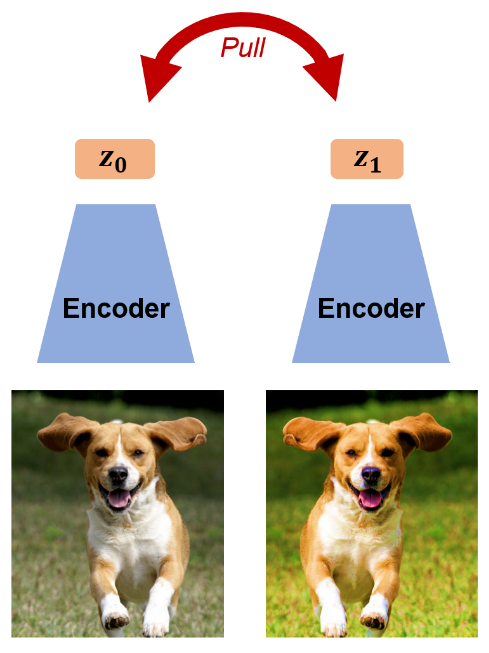 Pull
z₀ z₁
Encoder Encoder